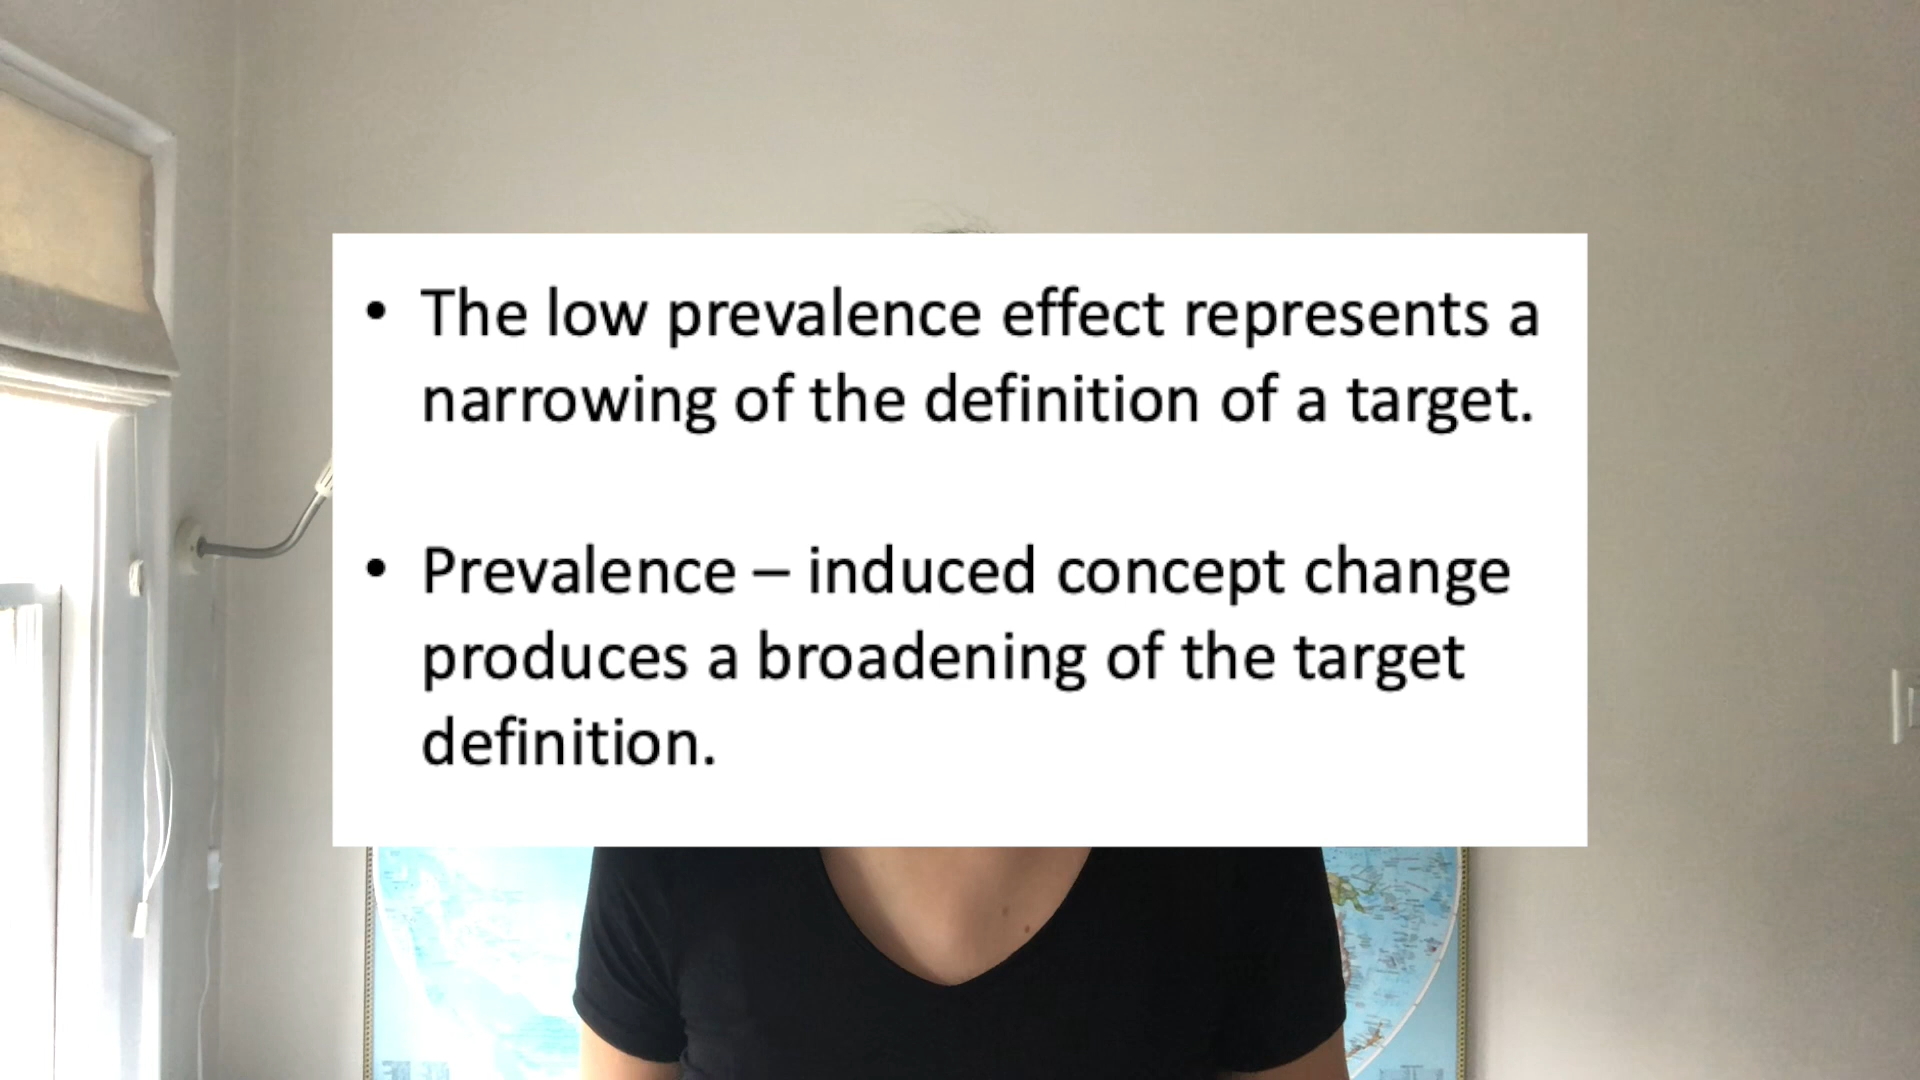 • The low prevalence effect represents a
narrowing of the definition of a target.
• Prevalence – induced concept change
produces a broadening of the target
definition.